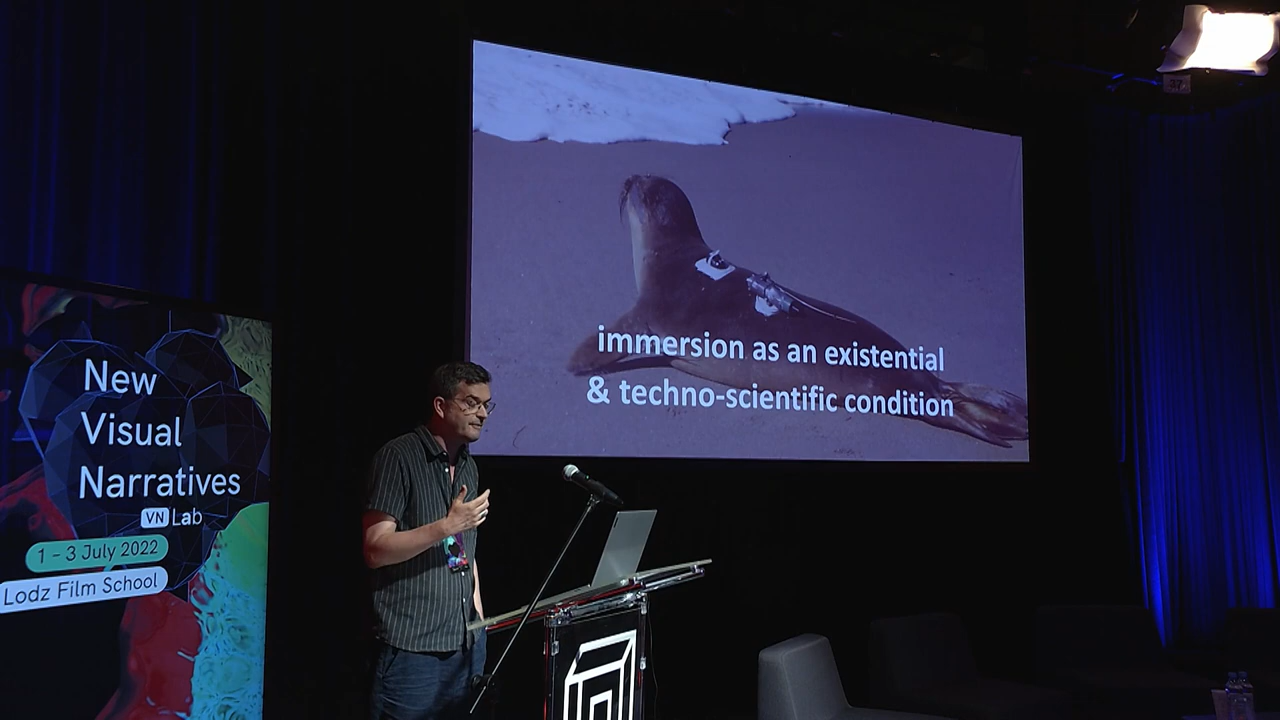 New
Visual
Narratives
VN Lab
1 – 3 July 2022
Lodz Film School
immersion as an existential
& techno-scientific condition
37